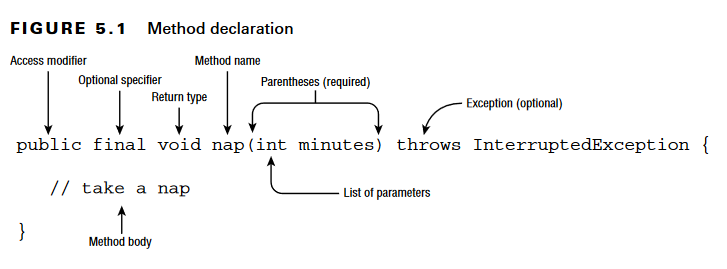 FIGURE 5.1 Method declaration
Access modifier
Optional specifier
Return type
Method name
Parentheses (required)
Exception (optional)
public final void nap(int minutes) throws InterruptedException {
List of parameters
// take a nap
}
Method body